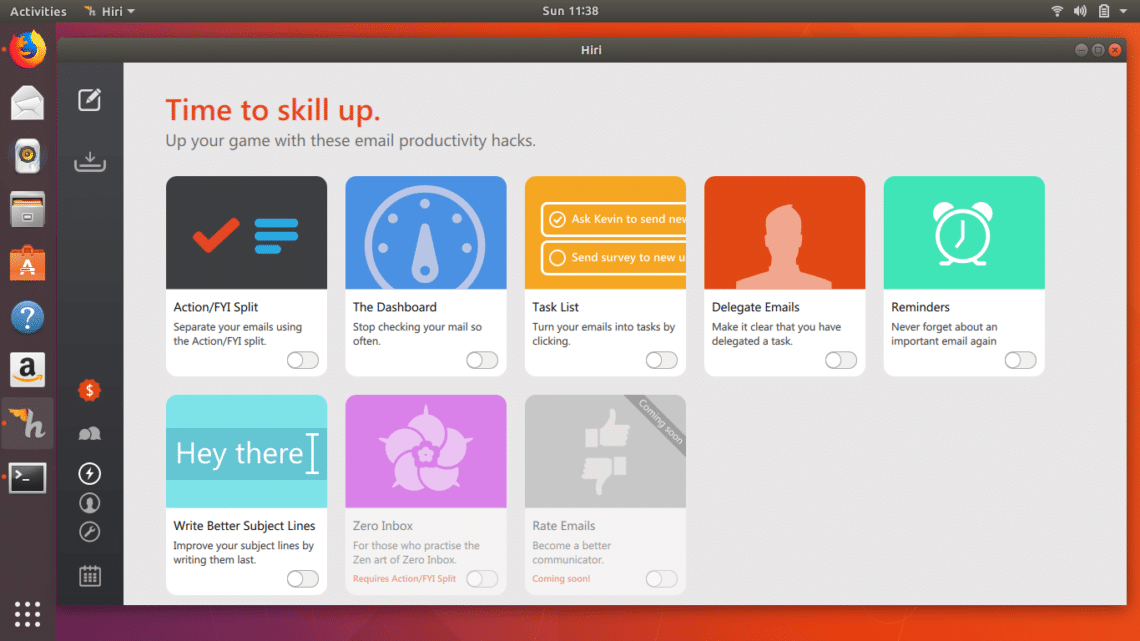 Activities
Hiri
Sun 11:38
Hiri
Time to skill up.
Up your game with these email productivity hacks.
Action/FYI Split
Separate your emails using
the Action/FYI split.
The Dashboard
Stop checking your mail so
often.
Ask Kevin to send new
Send survey to new u
Task List
Turn your emails into tasks by
clicking.
Delegate Emails
Make it clear that you have
delegated a task.
Reminders
Never forget about an
important email again
Hey there
Write Better Subject Lines
Improve your subject lines by
writing them last.
Zero Inbox
For those who practise the
Zen art of Zero Inbox.
Requires Action/FYI Split
Coming soon
Rate Emails
Become a better
communicator.
Coming soon!
$
?
a
h
>_